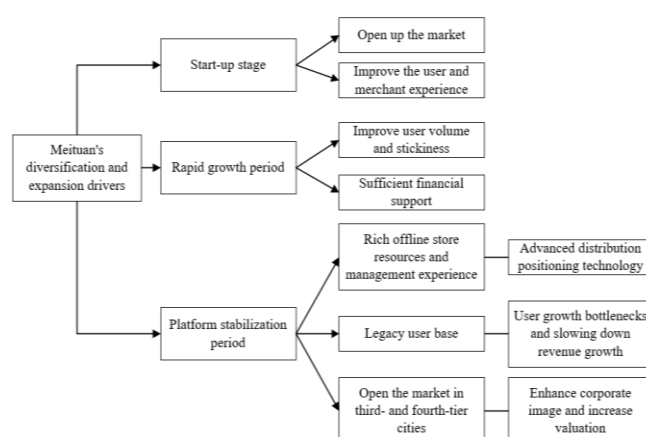 Open up the market
Start-up stage
Improve the user and
merchant experience
Meituan's
diversification and
expansion drivers
Rapid growth period
Improve user volume
and stickiness
Sufficient financial
support
Platform stabilization
period
Rich offline store
resources and
management experience
Advanced distribution
positioning technology
Legacy user base
User growth bottlenecks
and slowing down
revenue growth
Open the market in
third- and fourth-tier
cities
Enhance corporate
image and increase
valuation